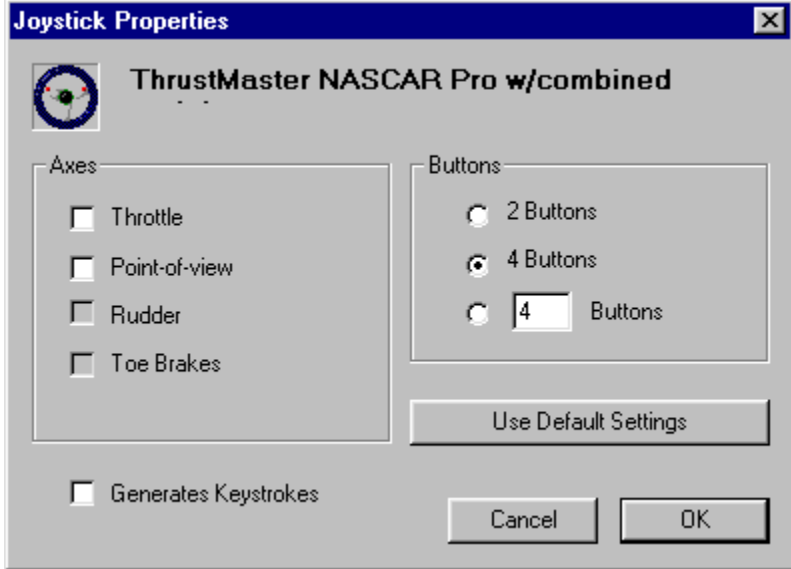 Joystick Properties
ThrustMaster NASCAR Pro w/combined
Axes
Throttle
Point-of-view
Rudder
Toe Brakes
Buttons
2 Buttons
4 Buttons
4 Buttons
Use Default Settings
Generates Keystrokes
Cancel
OK